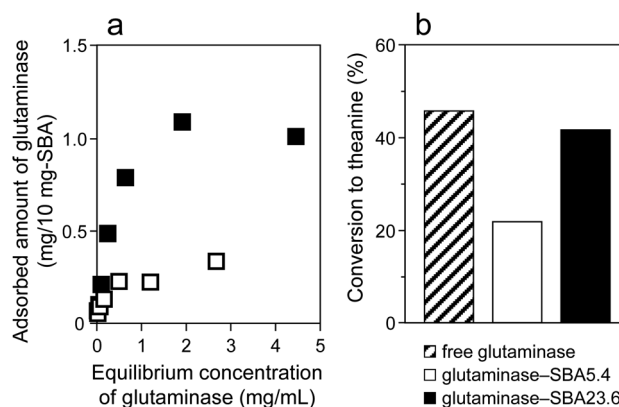 a
Adsorbed amount of glutaminase
(mg/10 mg-SBA)
1.5
1.0
0.5
0
0 1 2 3 4 5
Equilibrium concentration
of glutaminase (mg/mL)
b
Conversion to theanine (%)
60
40
20
0
free glutaminase
glutaminase–SBA5.4
glutaminase–SBA23.6